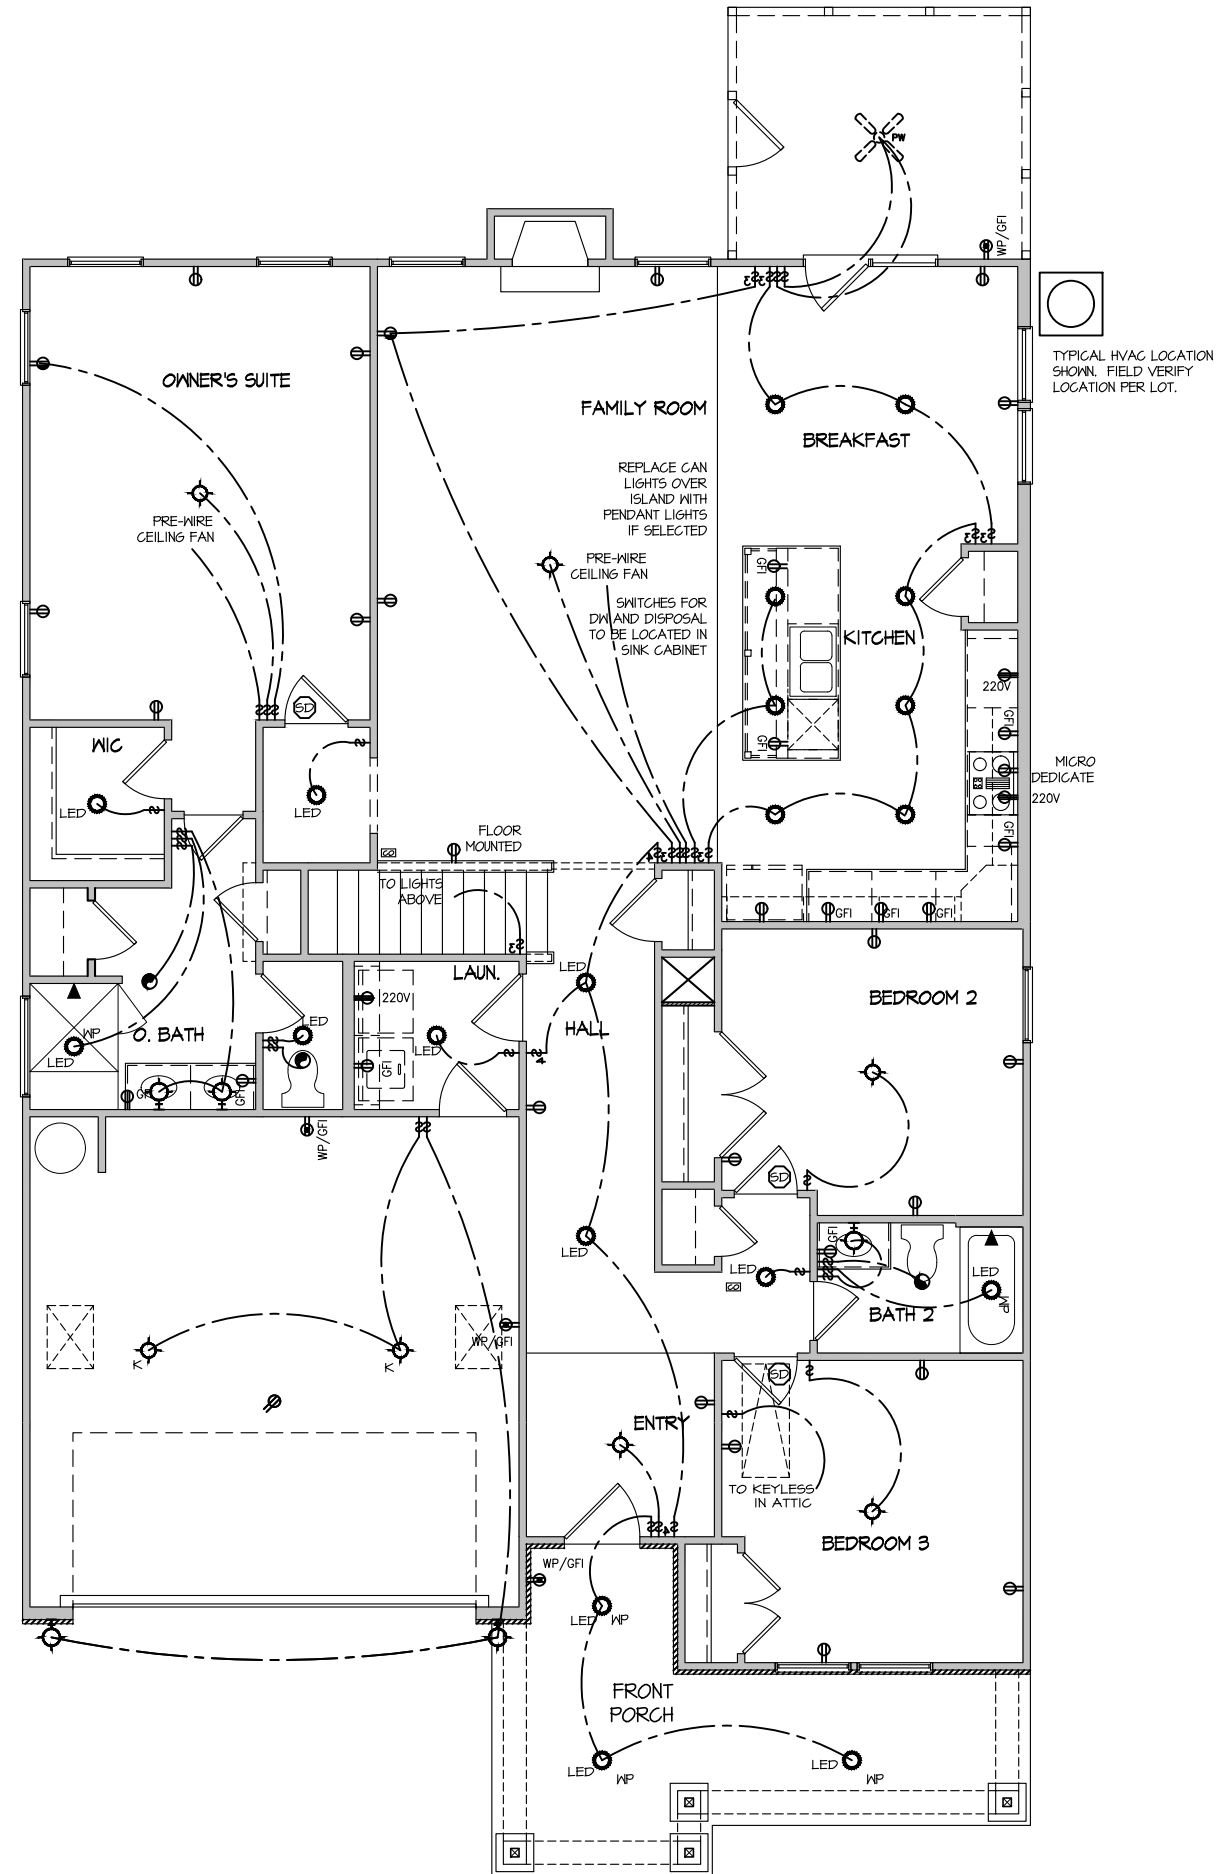 PW
WP/GFI
TYPICAL HVAC LOCATION
SHOWN. FIELD VERIFY
LOCATION PER LOT.
OWNER'S SUITE
FAMILY ROOM
BREAKFAST
REPLACE CAN
LIGHTS OVER
ISLAND WITH
PENDANT LIGHTS
IF SELECTED
PRE-WIRE
CEILING FAN
PRE-WIRE
CEILING FAN
SWITCHES FOR
DW AND DISPOSAL
TO BE LOCATED IN
SINK CABINET
GFI
KITCHEN
220V
GFI
SD
WIC
GFI
MICRO
DEDICATE
220V
LED
LED
GFI
FLOOR
MOUNTED
TO LIGHTS
ABOVE
GFI
GFI
GFI
LAUN.
LED
220V
BEDROOM 2
HALL
LED
WP
O. BATH
LED
LED
GFI
GFI
GFI
WP/GFI
SD
LED
GFI
LED
LED
WP
BATH 2
WP/GFI
K
K
SD
ENTRY
TO KEYLESS
IN ATTIC
BEDROOM 3
WP/GFI
LED
WP
FRONT
PORCH
LED
WP
LED
WP